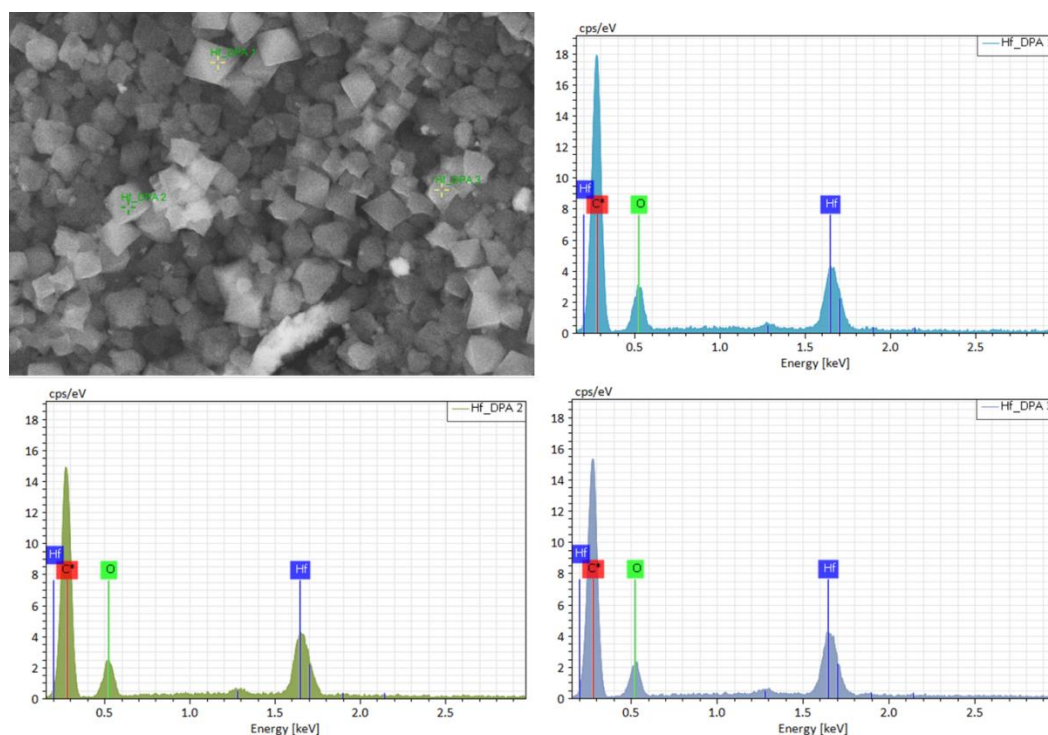 Hf_DPA 1
Hf_DPA 2
Hf_DPA 3
cps/eV
Hf_DPA
18
16
14
12
10
8
6
4
2
0
Hf
C*
O
Hf
0.5 1.0 1.5 2.0 2.5
Energy [keV]
cps/eV
Hf_DPA 2
18
16
14
12
10
8
6
4
2
0
Hf
C*
O
Hf
0.5 1.0 1.5 2.0 2.5
Energy [keV]
cps/eV
Hf_DPA
18
16
14
12
10
8
6
4
2
0
Hf
C*
O
Hf
0.5 1.0 1.5 2.0 2.5
Energy [keV]